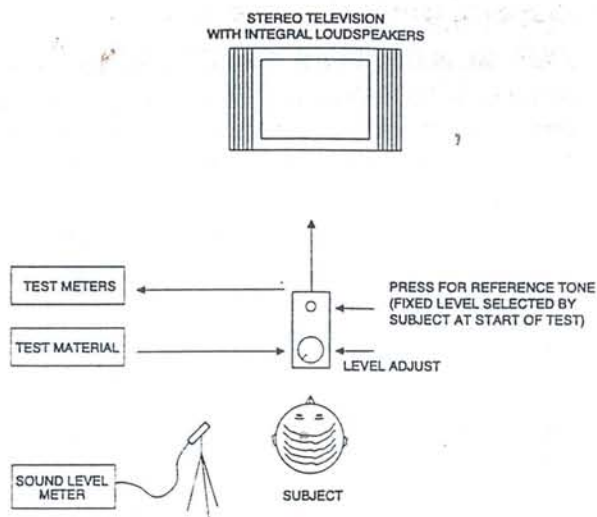 STEREO TELEVISION
WITH INTEGRAL LOUDSPEAKERS
TEST METERS
PRESS FOR REFERENCE TONE
(FIXED LEVEL SELECTED BY
SUBJECT AT START OF TEST)
TEST MATERIAL
LEVEL ADJUST
SOUND LEVEL
METER
SUBJECT